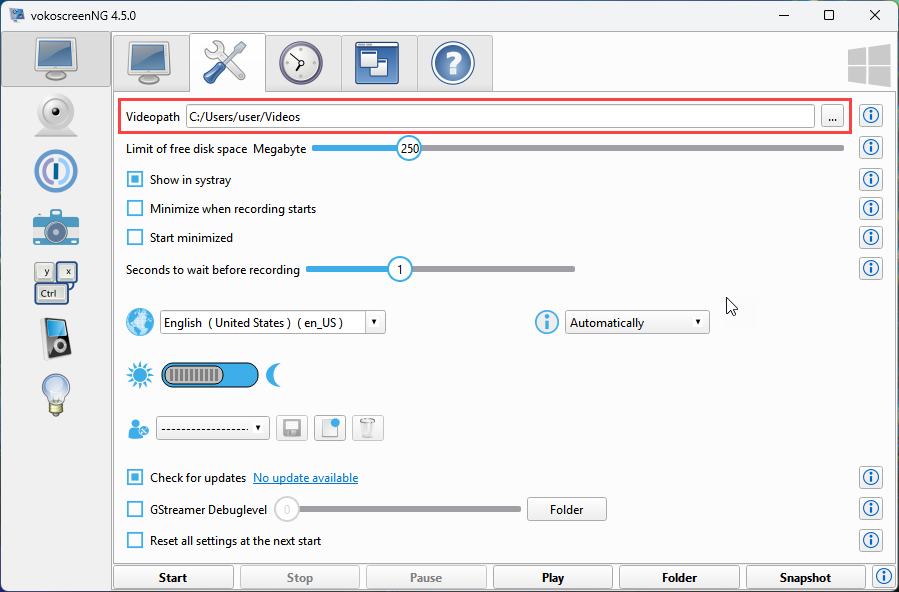 vokoscreenNG 4.5.0
Videopath C:/Users/user/Videos ...
Limit of free disk space Megabyte 250
Show in systray
Minimize when recording starts
Start minimized
Seconds to wait before recording 1
y x
Ctrl
English ( United States ) ( en_US ) Automatically
------------------
Check for updates No update available
GStreamer Debuglevel 0 Folder
Reset all settings at the next start
Start Stop Pause Play Folder Snapshot